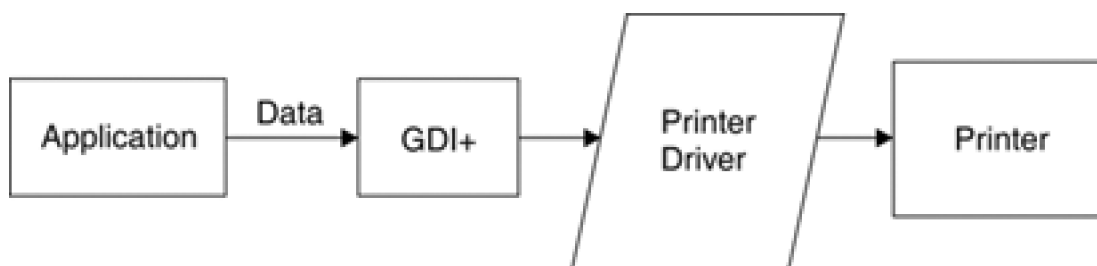 Application
Data
GDI+
Printer
Driver
Printer